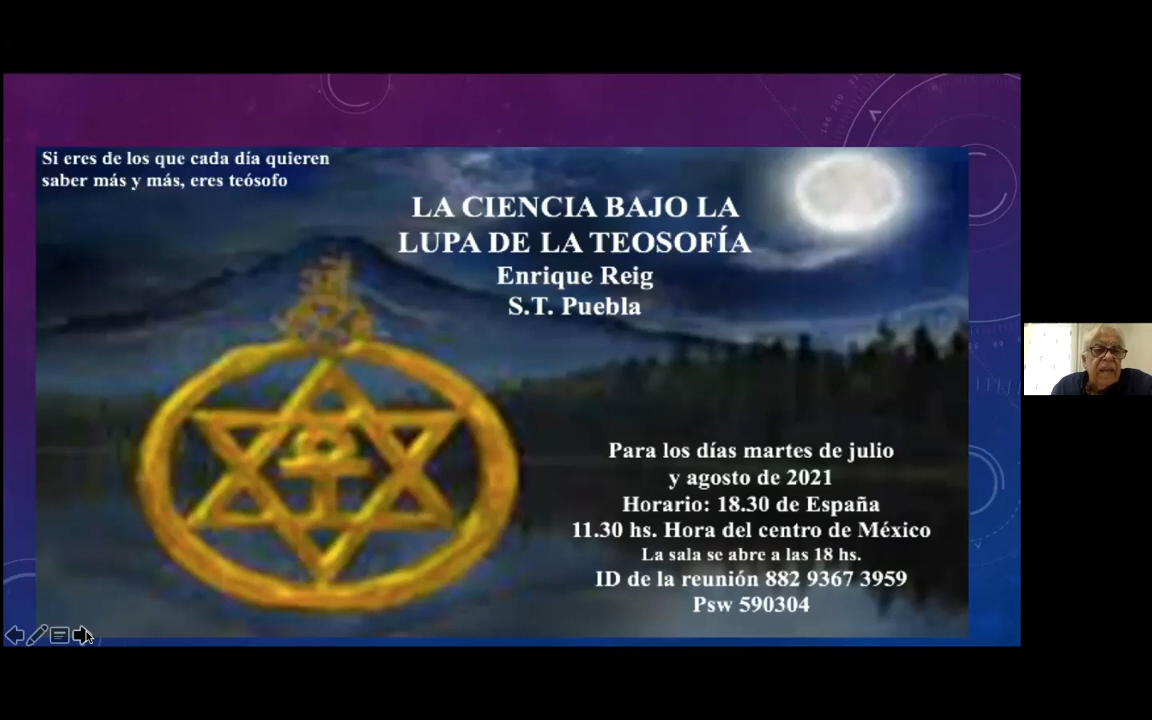 Si eres de los que cada día quieren
saber más y más, eres teósofo
LA CIENCIA BAJO LA
LUPA DE LA TEOSOFÍA
Enrique Reig
S.T. Puebla
Para los días martes de julio
y agosto de 2021
Horario: 18.30 de España
11.30 hs. Hora del centro de México
La sala se abre a las 18 hs.
ID de la reunión 882 9367 3959
Psw 590304